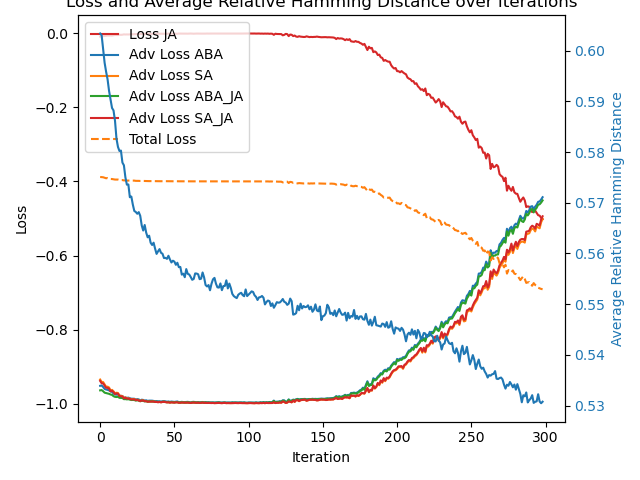 Loss and Average Relative Hamming Distance over Iterations
Loss JA
Adv Loss ABA
Adv Loss SA
Adv Loss ABA_JA
Adv Loss SA_JA
Total Loss
0.0
−0.2
−0.4
−0.6
−0.8
−1.0
Loss
0
50
100
150
200
250
300
Iteration
0.60
0.59
0.58
0.57
0.56
0.55
0.54
0.53
Average Relative Hamming Distance